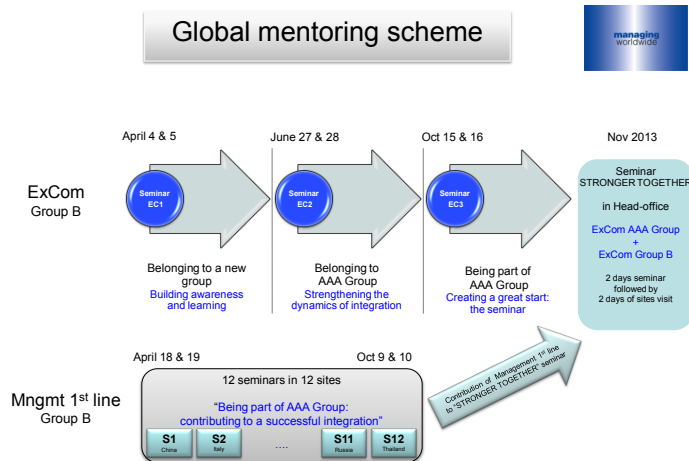 Global mentoring scheme
managing
worldwide
April 4 & 5
June 27 & 28
Oct 15 & 16
Nov 2013
ExCom
Group B
Seminar
EC1
Seminar
EC2
Seminar
EC3
Belonging to a new
group
Building awareness
and learning
Belonging to
AAA Group
Strengthening the
dynamics of integration
Being part of
AAA Group
Creating a great start:
the seminar
Seminar
STRONGER TOGETHER
in Head-office
ExCom AAA Group
+
ExCom Group B
2 days seminar
followed by
2 days of sites visit
April 18 & 19
Oct 9 & 10
Mngmt 1st line
Group B
12 seminars in 12 sites
“Being part of AAA Group:
contributing to a successful integration”
S1
China
S2
Italy
....
S11
Russia
S12
Thailand
Contribution of Management 1st line
to “STRONGER TOGETHER” seminar